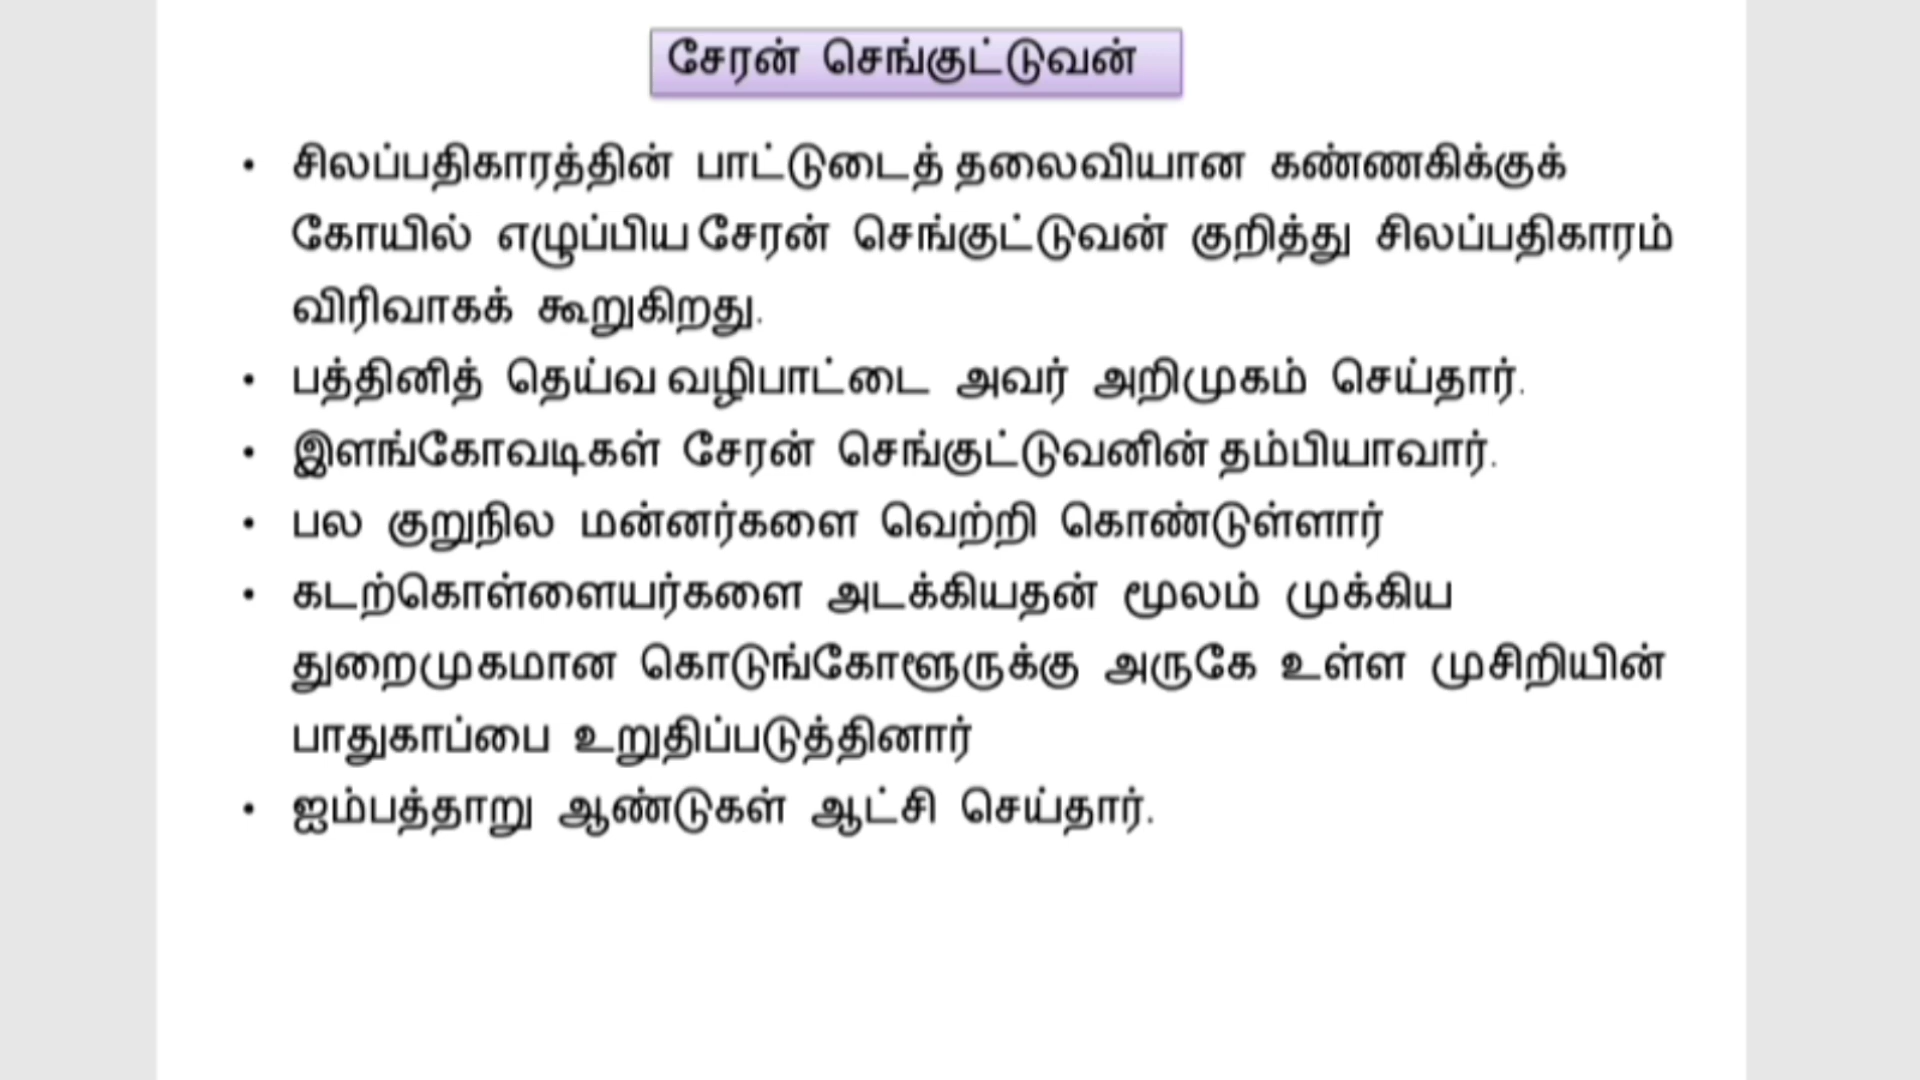 சேரன் செங்குட்டுவன்
• சிலப்பதிகாரத்தின் பாட்டுடைத் தலைவியான கண்ணகிக்குக்
கோயில் எழுப்பிய சேரன் செங்குட்டுவன் குறித்து சிலப்பதிகாரம்
விரிவாகக் கூறுகிறது.
• பத்தினித் தெய்வ வழிபாட்டை அவர் அறிமுகம் செய்தார்.
• இளங்கோவடிகள் சேரன் செங்குட்டுவனின் தம்பியாவார்.
• பல குறுநில மன்னர்களை வெற்றி கொண்டுள்ளார்
• கடற்கொள்ளையர்களை அடக்கியதன் மூலம் முக்கிய
துறைமுகமான கொடுங்கோளூருக்கு அருகே உள்ள முசிறியின்
பாதுகாப்பை உறுதிப்படுத்தினார்
• ஐம்பத்தாறு ஆண்டுகள் ஆட்சி செய்தார்.